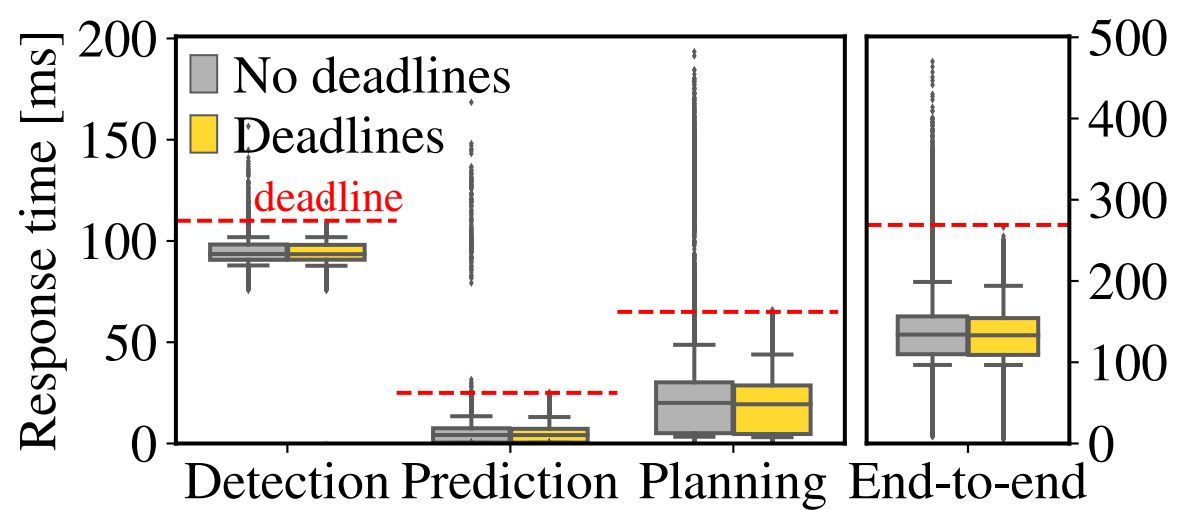 Response time [ms]
200
150
100
50
0
No deadlines
Deadlines
deadline
500
400
300
200
100
0
Detection
Prediction
Planning
End-to-end